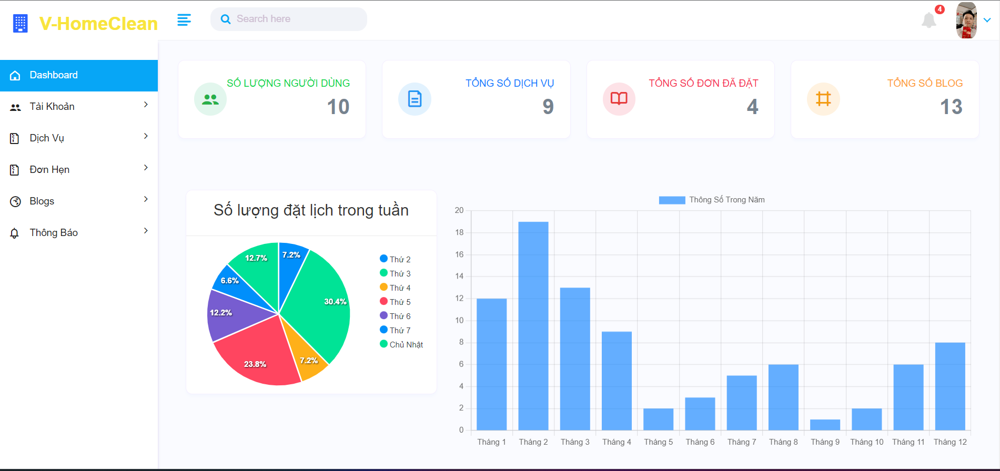 V-HomeClean
Search here
4
Dashboard
Tài Khoản
Dịch Vụ
Đơn Hẹn
Blogs
Thông Báo
SỐ LƯỢNG NGƯỜI DÙNG
10
TỔNG SỐ DỊCH VỤ
9
TỔNG SỐ ĐƠN ĐÃ ĐẶT
4
TỔNG SỐ BLOG
13
Số lượng đặt lịch trong tuần
12.7%
7.2%
6.6%
30.4%
12.2%
7.2%
23.8%
Thứ 2
Thứ 3
Thứ 4
Thứ 5
Thứ 6
Thứ 7
Chủ Nhật
Thông Số Trong Năm
20
18
16
14
12
10
8
6
4
2
0
Tháng 1 Tháng 2 Tháng 3 Tháng 4 Tháng 5 Tháng 6 Tháng 7 Tháng 8 Tháng 9 Tháng 10 Tháng 11 Tháng 12